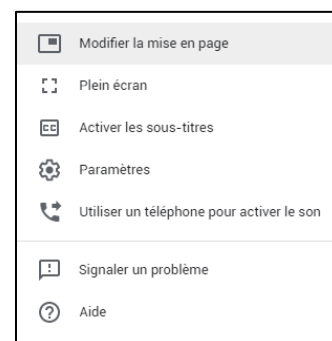 Modifier la mise en page
Plein écran
CC Activer les sous-titres
Paramètres
Utiliser un téléphone pour activer le son
Signaler un problème
Aide